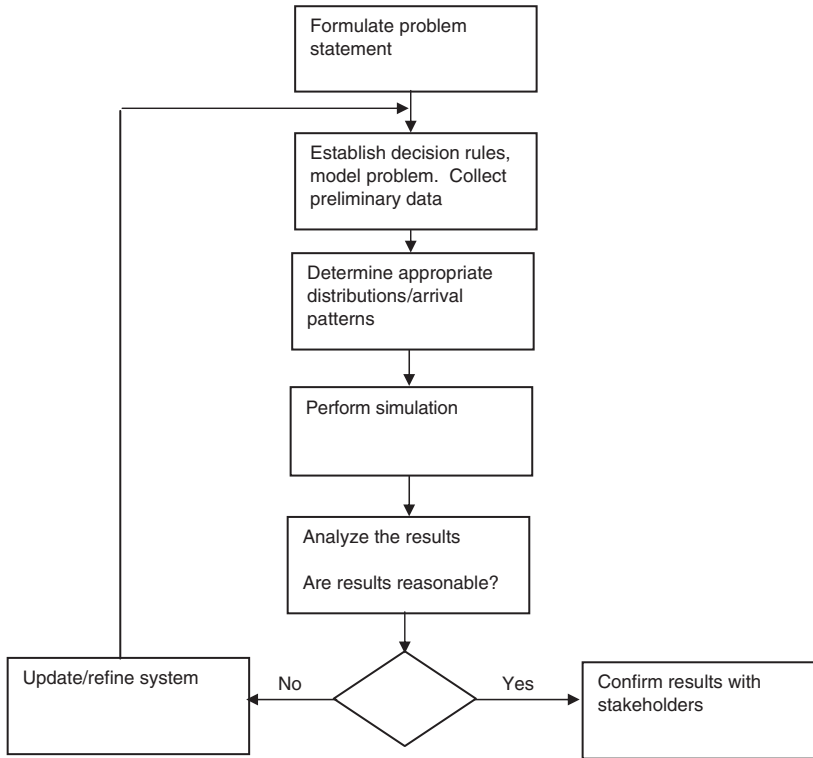 Formulate problem
statement
Establish decision rules,
model problem.  Collect
preliminary data
Determine appropriate
distributions/arrival
patterns
Perform simulation
Analyze the results
Are results reasonable?
Update/refine system
No
Yes
Confirm results with
stakeholders